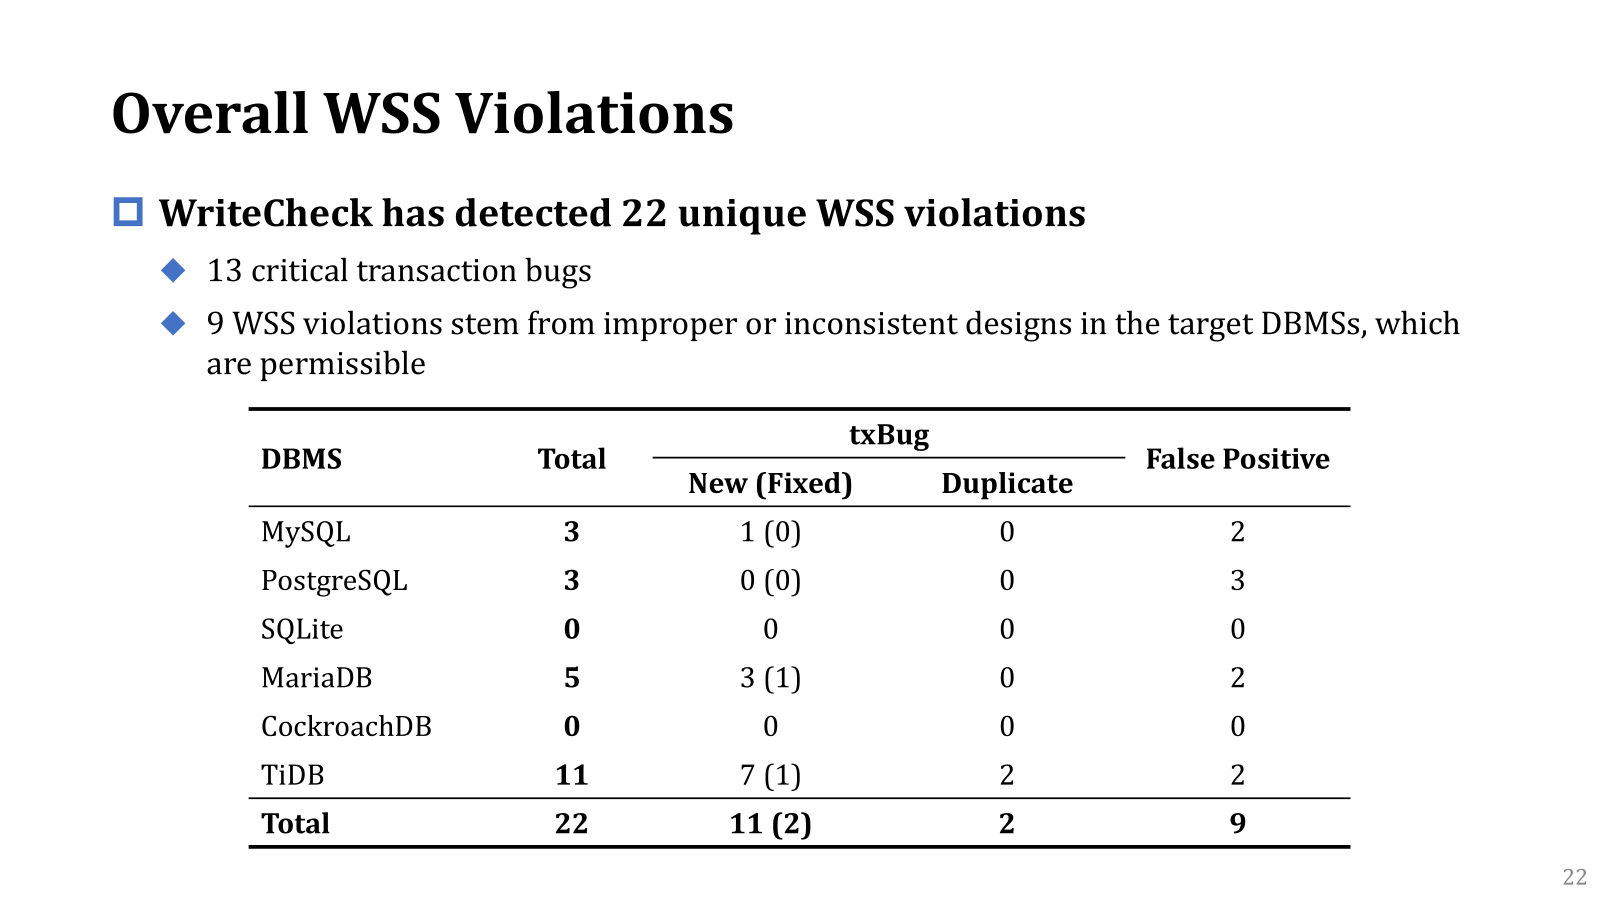 Overall WSS Violations
WriteCheck has detected 22 unique WSS violations
13 critical transaction bugs
9 WSS violations stem from improper or inconsistent designs in the target DBMSs, which
are permissible
DBMS Total txBug False Positive
New (Fixed) Duplicate
MySQL 3 1 (0) 0 2
PostgreSQL 3 0 (0) 0 3
SQLite 0 0 0 0
MariaDB 5 3 (1) 0 2
CockroachDB 0 0 0 0
TiDB 11 7 (1) 2 2
Total 22 11 (2) 2 9
22